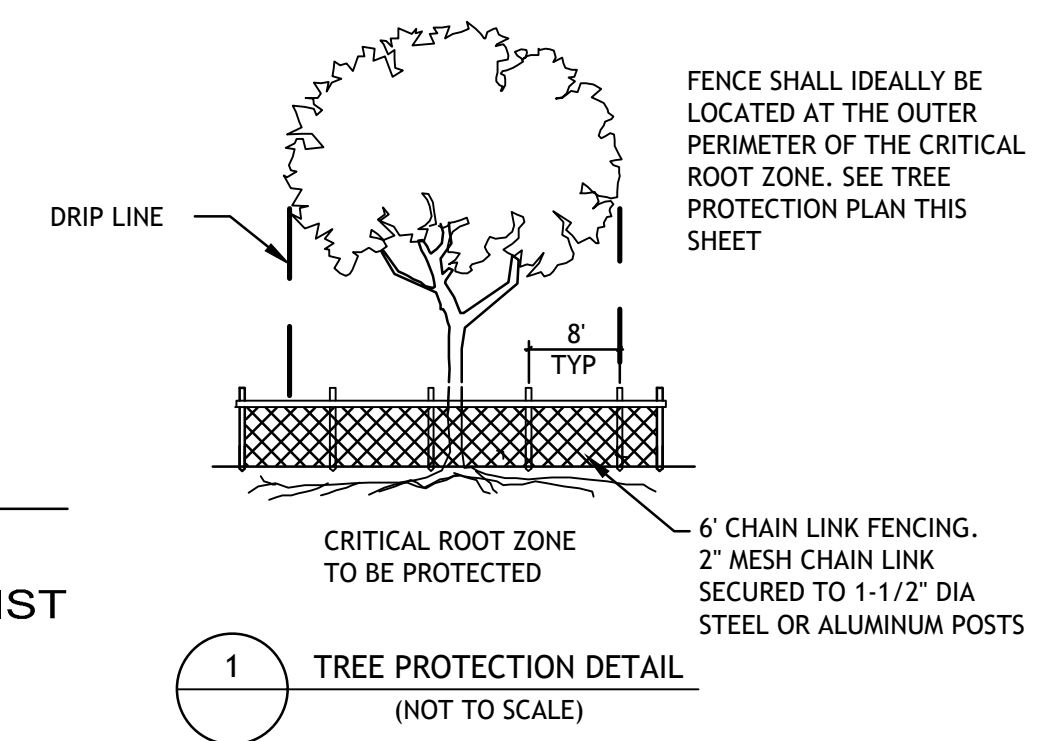 FENCE SHALL IDEALLY BE
LOCATED AT THE OUTER
PERIMETER OF THE CRITICAL
ROOT ZONE. SEE TREE
PROTECTION PLAN THIS
SHEET
DRIP LINE
8'
TYP
6' CHAIN LINK FENCING.
2" MESH CHAIN LINK
SECURED TO 1-1/2" DIA
STEEL OR ALUMINUM POSTS
CRITICAL ROOT ZONE
TO BE PROTECTED
IST
1
TREE PROTECTION DETAIL
(NOT TO SCALE)